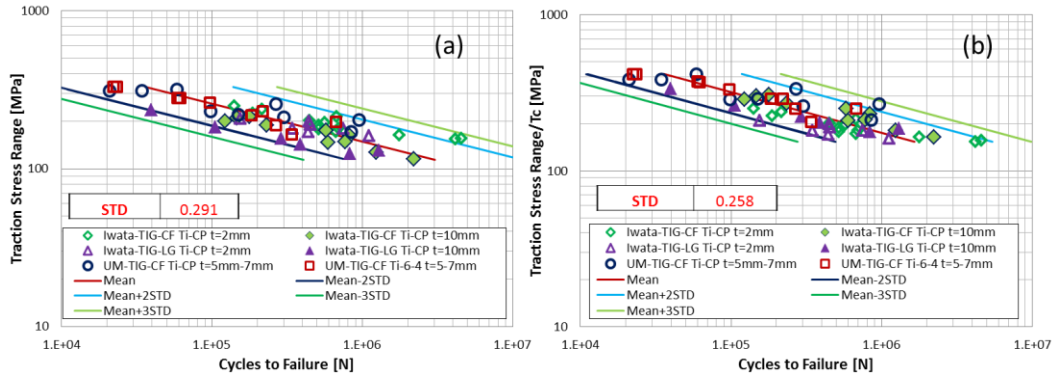 (a)
Traction Stress Range [MPa]
1000
100
10
STD 0.291
Iwata-TIG-CF Ti-CP t=2mm
Iwata-TIG-CF Ti-CP t=10mm
Iwata-TIG-LG Ti-CP t=2mm
Iwata-TIG-LG Ti-CP t=10mm
UM-TIG-CF Ti-CP t=5mm-7mm
UM-TIG-CF Ti-6-4 t=5-7mm
Mean
Mean-2STD
Mean+2STD
Mean-3STD
Mean+3STD
1.E+04 1.E+05 1.E+06 1.E+07
Cycles to Failure [N]
(b)
Traction Stress Range/ Tc [MPa]
1000
100
10
STD 0.258
Iwata-TIG-CF Ti-CP t=2mm
Iwata-TIG-CF Ti-CP t=10mm
Iwata-TIG-LG Ti-CP t=2mm
Iwata-TIG-LG Ti-CP t=10mm
UM-TIG-CF Ti-CP t=5mm-7mm
UM-TIG-CF Ti-6-4 t=5-7mm
Mean
Mean-2STD
Mean+2STD
Mean-3STD
Mean+3STD
1.E+04 1.E+05 1.E+06 1.E+07
Cycles to Failure [N]